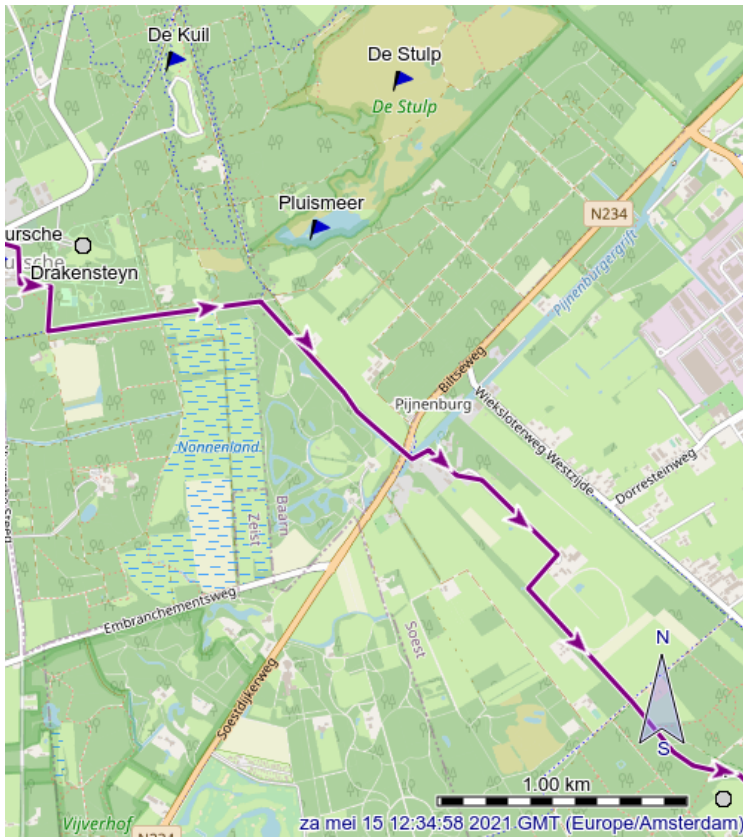 De Kuil
De Stulp
De Stulp
Pluismeer
N234
Pijnenburgergrift
ursche
ursche
Drakensteyn
Biltseweg
Pijnenburg
Wieksloterweg Westzijde
Dorresteinweg
Nonnenland
Baarn
Zeist
Embranchementsweg
Soest
Soestdijkerweg
N
S
1.00 km
Vijverhof
N234
za mei 15 12:34:58 2021 GMT (Europe/Amsterdam)